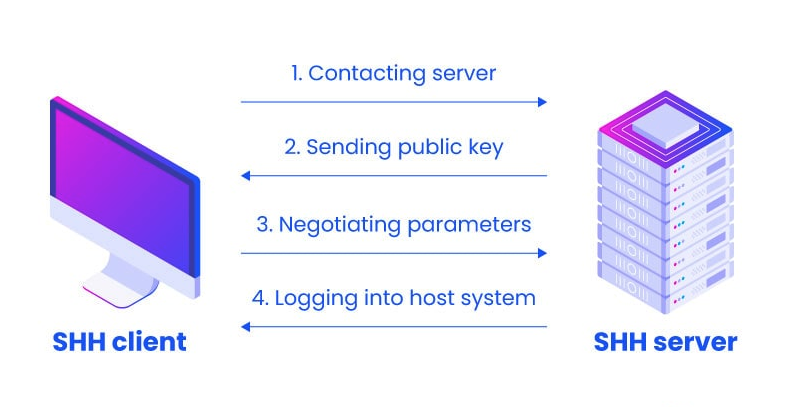 1. Contacting server
2. Sending public key
3. Negotiating parameters
4. Logging into host system
SHH client
SHH server